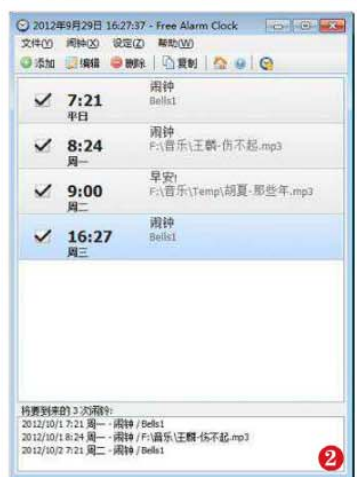 2012年9月29日 16:27:37 - Free Alarm Clock
文件(Y) 闹钟(X) 设定(Z) 帮助(W)
添加 编辑 删除 复制
7:21 闹钟
平日 Bells1
8:24 闹钟
周一 F:\音乐\王麟-伤不起.mp3
9:00 早安!
周二 F:\音乐\Temp\胡夏-那些年.mp3
16:27 闹钟
周三 Bells1
将要到来的 3 次闹铃:
2012/10/1 7:21 周一 - 闹钟 / Bells1
2012/10/1 8:24 周一 - 闹钟 / F:\音乐\王麟-伤不起.mp3
2012/10/2 7:21 周二 - 闹钟 / Bells1
2